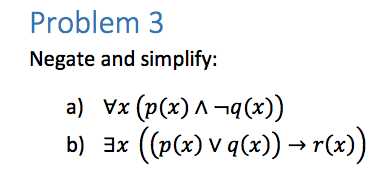 Problem 3
Negate and simplify:
a) ∀x (p(x) ∧ ¬q(x))
b) ∃x ((p(x) ∨ q(x)) → r(x))